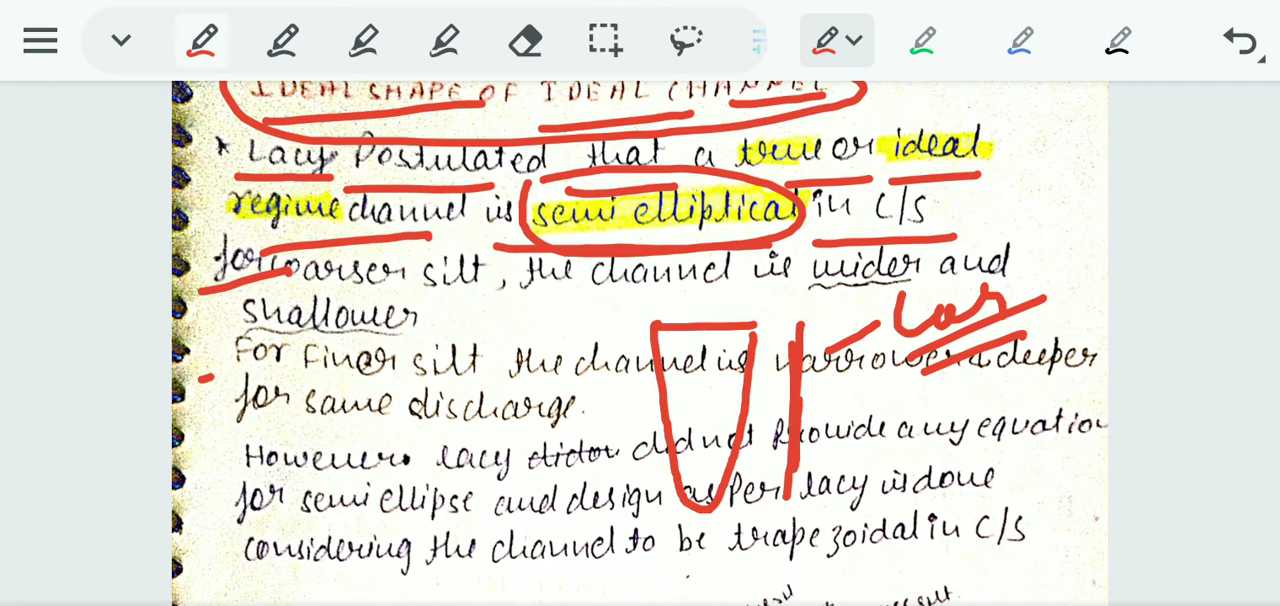 IDEAL SHAPE OF IDEAL CHANNEL
* Lacy Postulated that a true or ideal
regime channel is semi elliptical in C/S
for coarser silt, the channel is wider and
shallower
For Finer silt the channel is narrower & deeper
for same discharge.
However lacy did not Provide any equation
for semi ellipse and design as Per lacy is done
considering the channel to be trapezoidal in C/S
silt